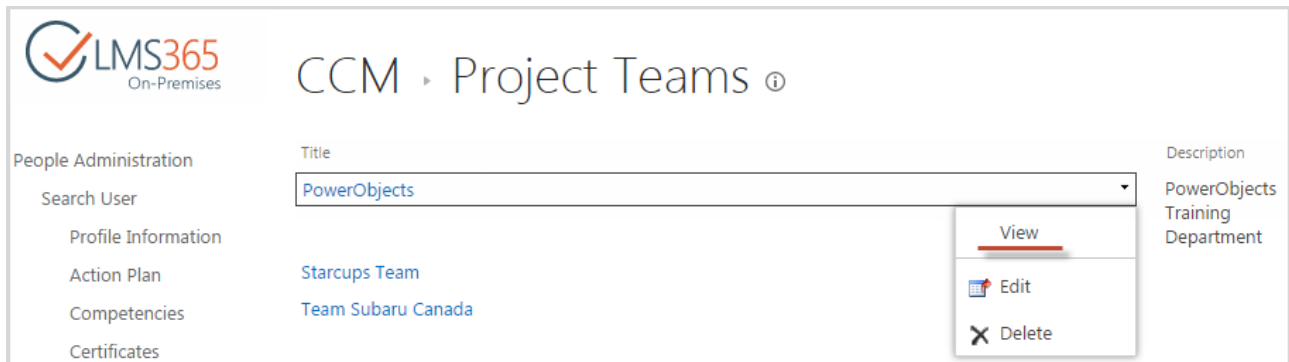 LMS365
On-Premises
CCM ▸ Project Teams
People Administration
Search User
Profile Information
Action Plan
Competencies
Certificates
Title
PowerObjects
Starcups Team
Team Subaru Canada
View
Edit
Delete
Description
PowerObjects
Training
Department